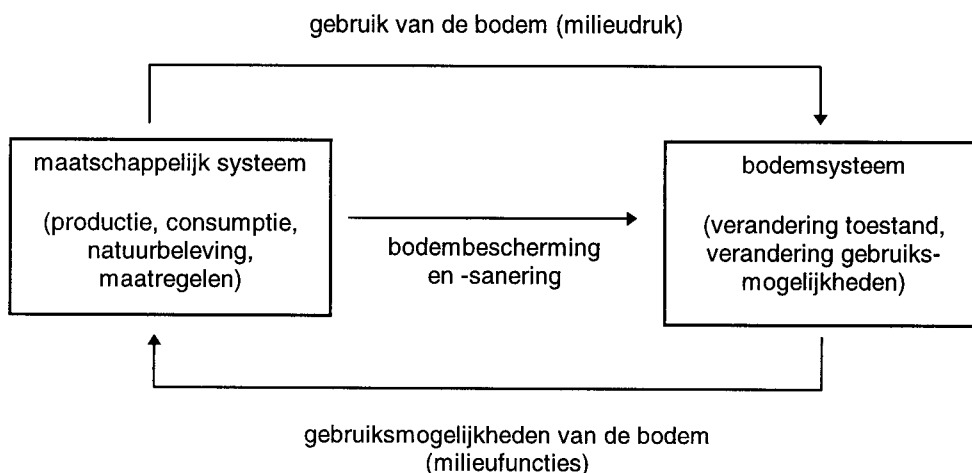 gebruik van de bodem (milieudruk)
maatschappelijk systeem
(productie, consumptie,
natuurbeleving,
maatregelen)
bodembescherming
en -sanering
bodemsysteem
(verandering toestand,
verandering gebruiks-
mogelijkheden)
gebruiksmogelijkheden van de bodem
(milieufuncties)